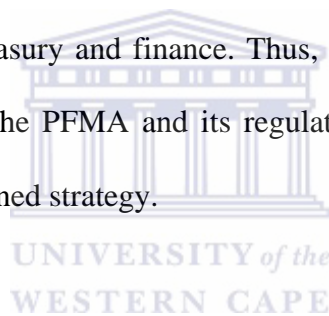 asury and finance. Thus,
he PFMA and its regulat
ned strategy.
UNIVERSITY of the
WESTERN CAPE